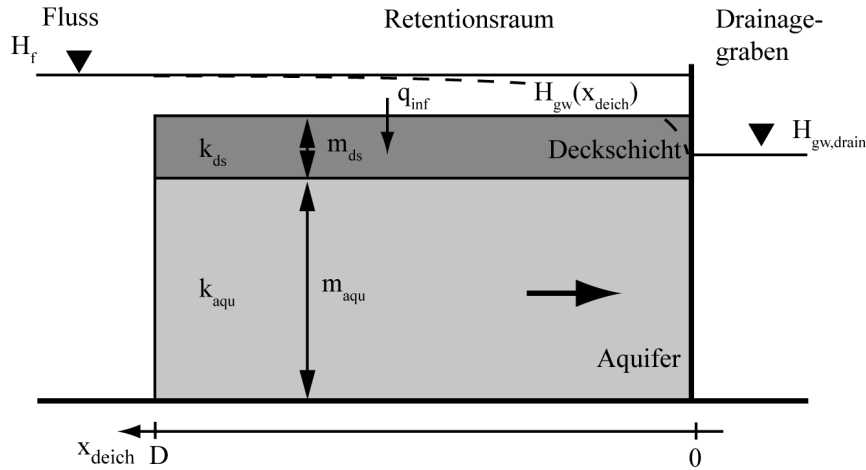 Fluss
Retentionsraum
Drainage-
graben
H_f
q_inf
H_gw(x_deich)
H_gw,drain
k_ds
m_ds
Deckschicht
k_aqu
m_aqu
Aquifer
x_deich
D
0